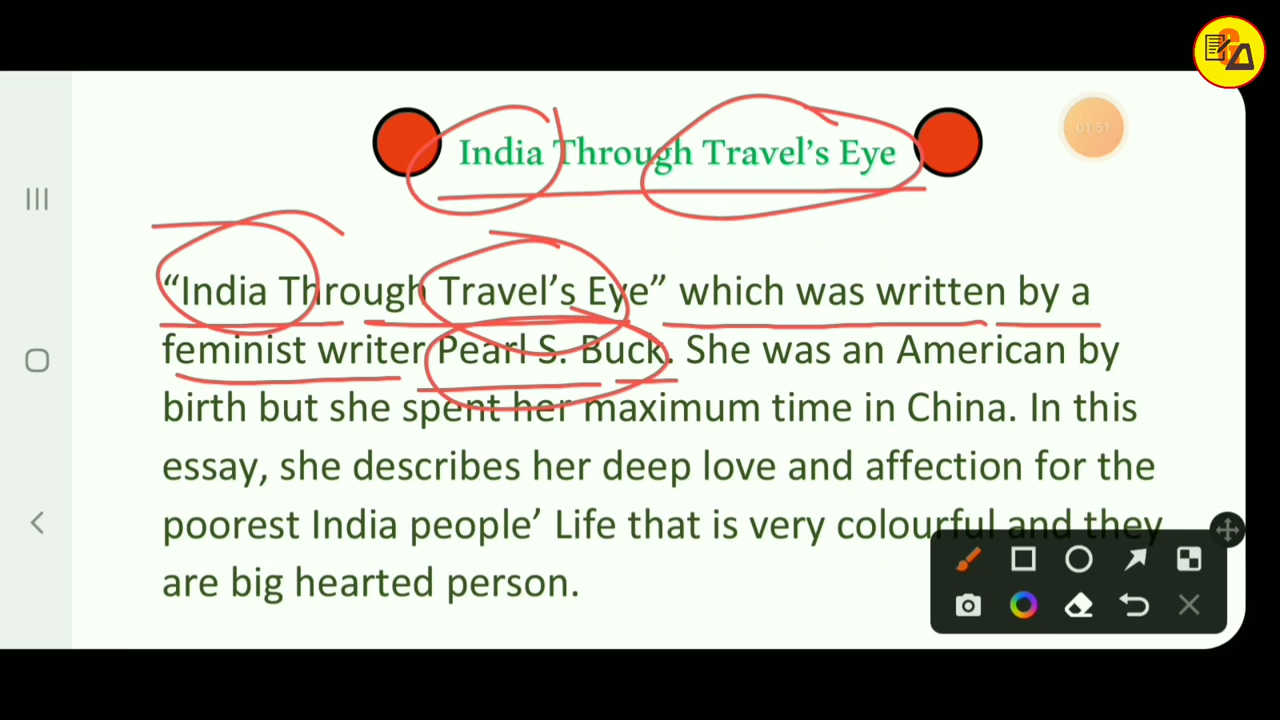 01:51
India Through Travel's Eye
“India Through Travel's Eye” which was written by a
feminist writer Pearl S. Buck. She was an American by
birth but she spent her maximum time in China. In this
essay, she describes her deep love and affection for the
poorest India people’ Life that is very colourful and they
are big hearted person.